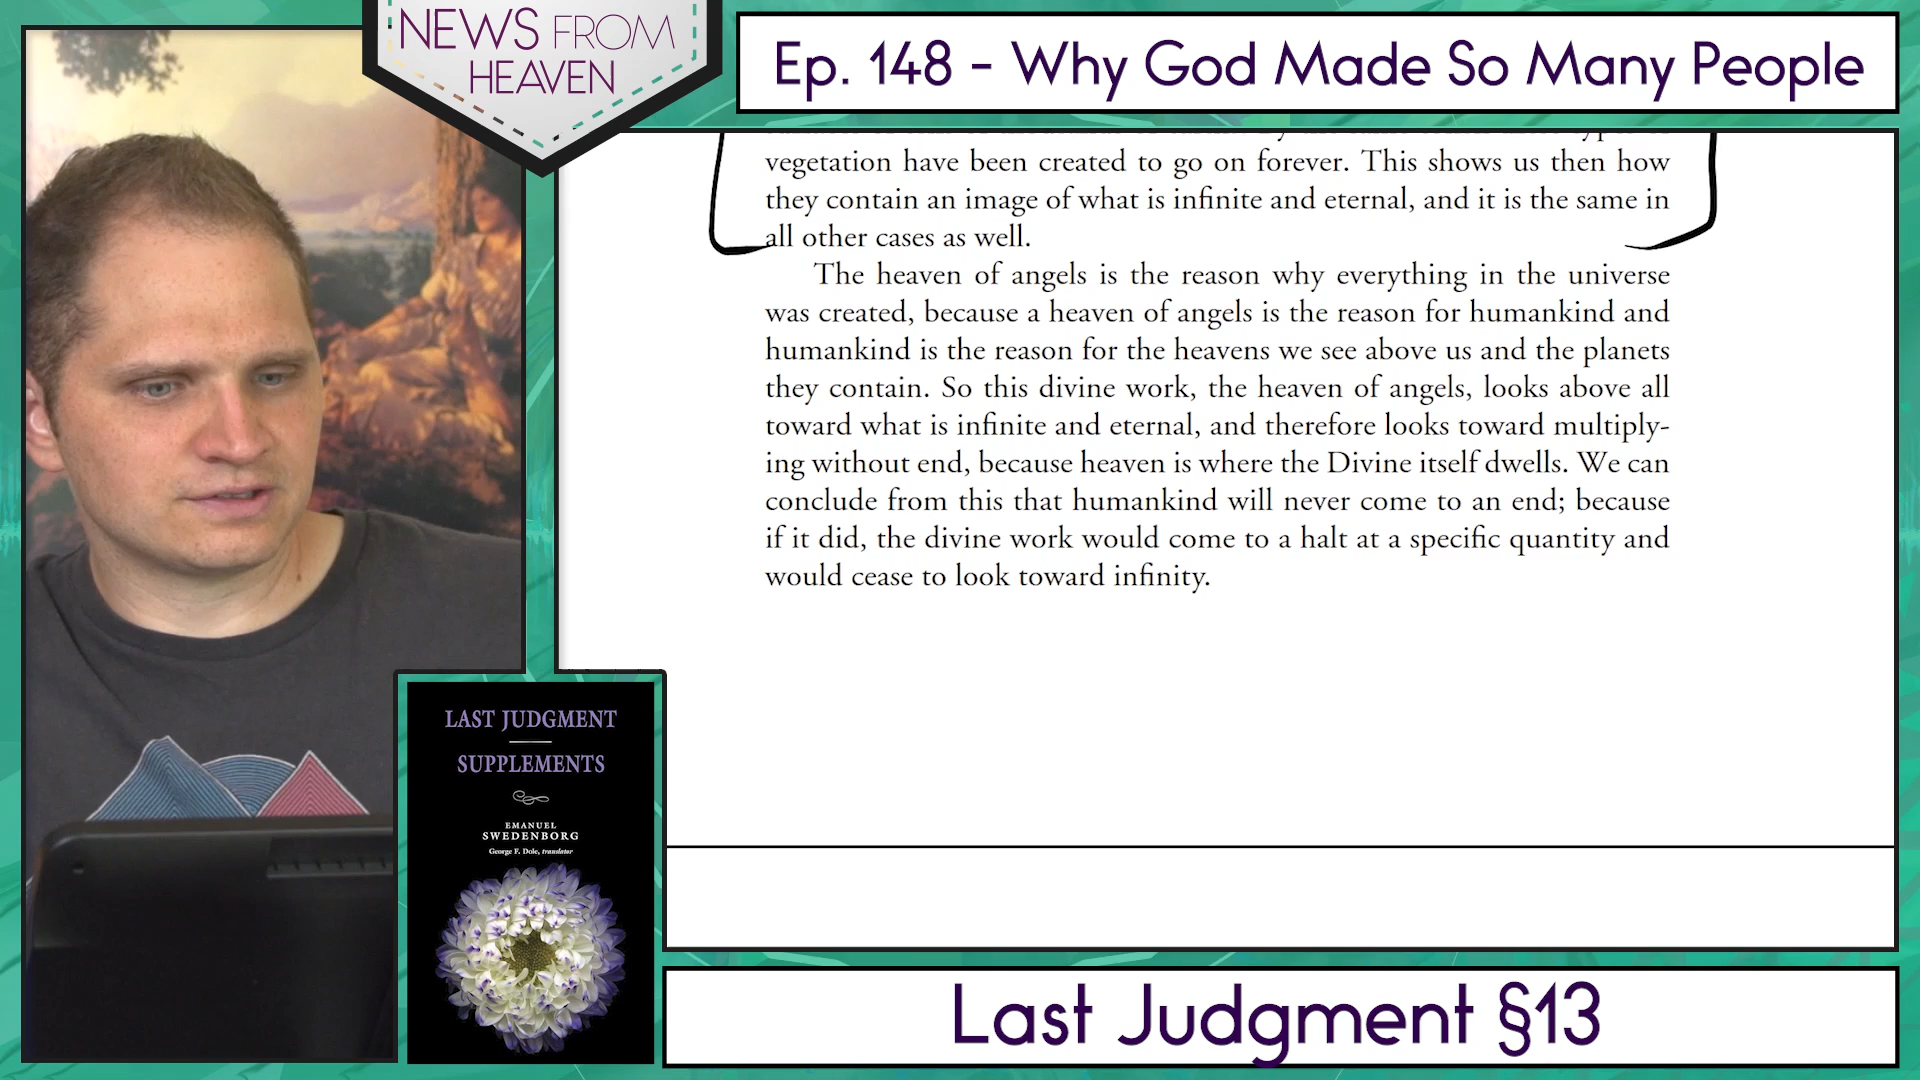 NEWS FROM
HEAVEN
Ep. 148 - Why God Made So Many People
vegetation have been created to go on forever. This shows us then how
they contain an image of what is infinite and eternal, and it is the same in
all other cases as well.
The heaven of angels is the reason why everything in the universe
was created, because a heaven of angels is the reason for humankind and
humankind is the reason for the heavens we see above us and the planets
they contain. So this divine work, the heaven of angels, looks above all
toward what is infinite and eternal, and therefore looks toward multiply-
ing without end, because heaven is where the Divine itself dwells. We can
conclude from this that humankind will never come to an end; because
if it did, the divine work would come to a halt at a specific quantity and
would cease to look toward infinity.
LAST JUDGMENT
SUPPLEMENTS
EMANUEL
SWEDENBORG
George F. Dole, translator
Last Judgment §13